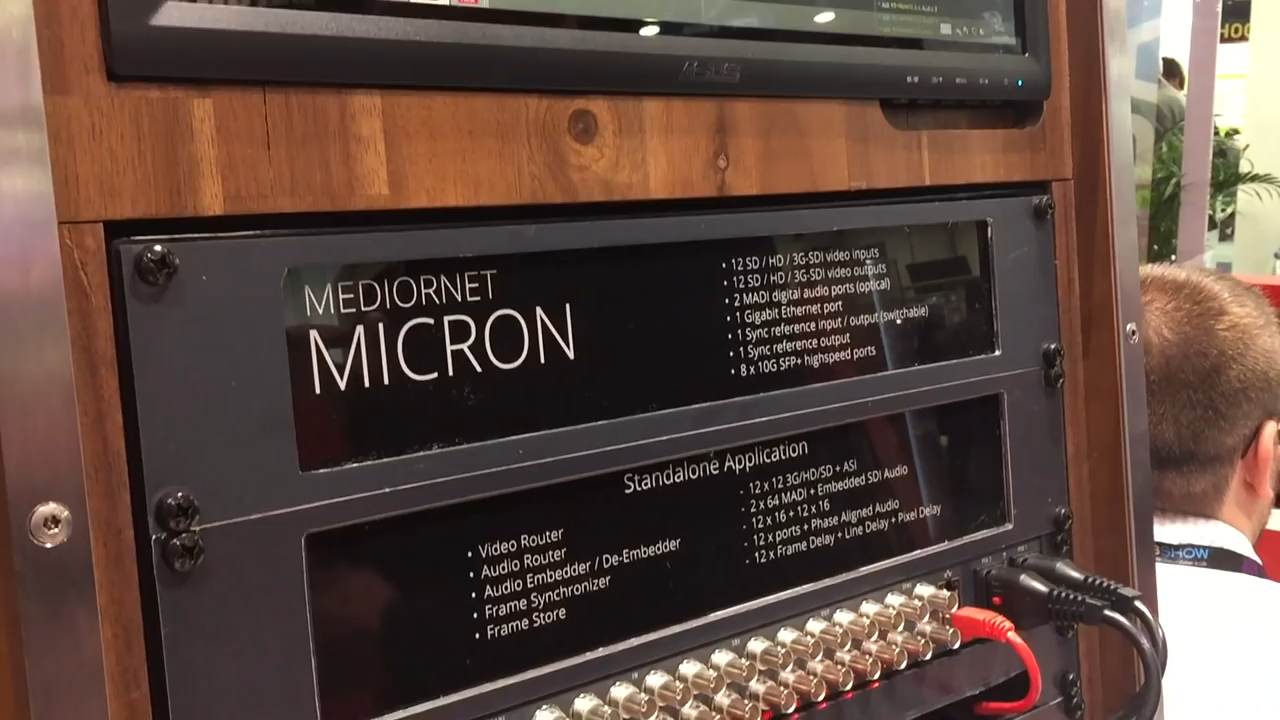 ASUS
HOO
MEDIORNET
MICRON
• 12 SD / HD / 3G-SDI video inputs
• 12 SD / HD / 3G-SDI video outputs
• 2 MADI digital audio ports (optical)
• 1 Gigabit Ethernet port
• 1 Sync reference input / output (switchable)
• 1 Sync reference output
• 8 x 10G SFP+ highspeed ports
Standalone Application
• Video Router
• Audio Router
• Audio Embedder / De-Embedder
• Frame Synchronizer
• Frame Store
- 12 x 12 3G/HD/SD + ASI
- 2 x 64 MADI + Embedded SDI Audio
- 12 x 16 + 12 x 16
- 12 x ports + Phase Aligned Audio
- 12 x Frame Delay + Line Delay + Pixel Delay
BSHOW